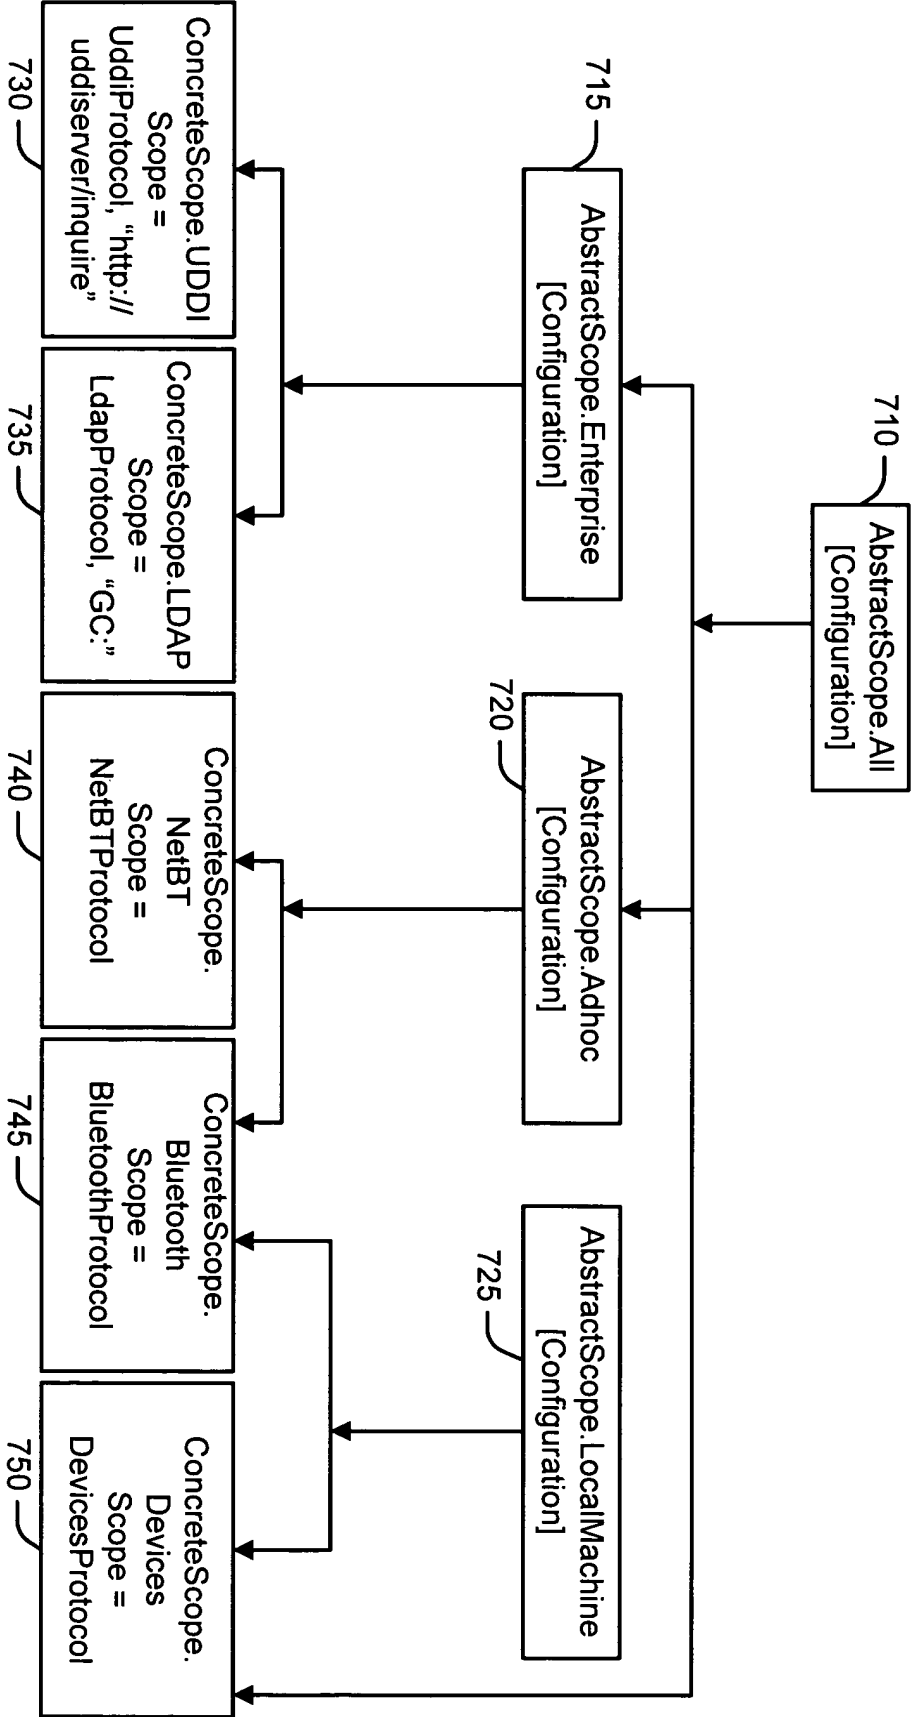 710
AbstractScope.All
[Configuration]
715
AbstractScope.Enterprise
[Configuration]
720
AbstractScope.Adhoc
[Configuration]
725
AbstractScope.LocalMachine
[Configuration]
ConcreteScope.UDDI
Scope =
UddiProtocol, “http://
uddiserver/inquire”
730
ConcreteScope.LDAP
Scope =
LdapProtocol, “GC:”
735
ConcreteScope.
NetBT
Scope =
NetBTProtocol
740
ConcreteScope.
Bluetooth
Scope =
BluetoothProtocol
745
ConcreteScope.
Devices
Scope =
DevicesProtocol
750